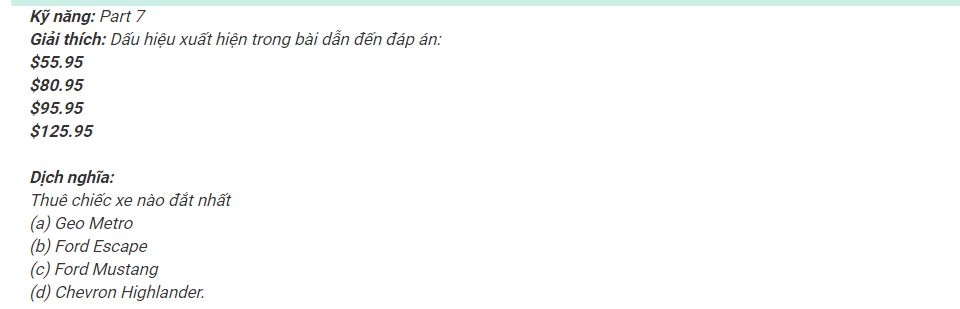 Kỹ năng: Part 7
Giải thích: Dấu hiệu xuất hiện trong bài dẫn đến đáp án:
$55.95
$80.95
$95.95
$125.95
Dịch nghĩa:
Thuê chiếc xe nào đắt nhất
(a) Geo Metro
(b) Ford Escape
(c) Ford Mustang
(d) Chevron Highlander.